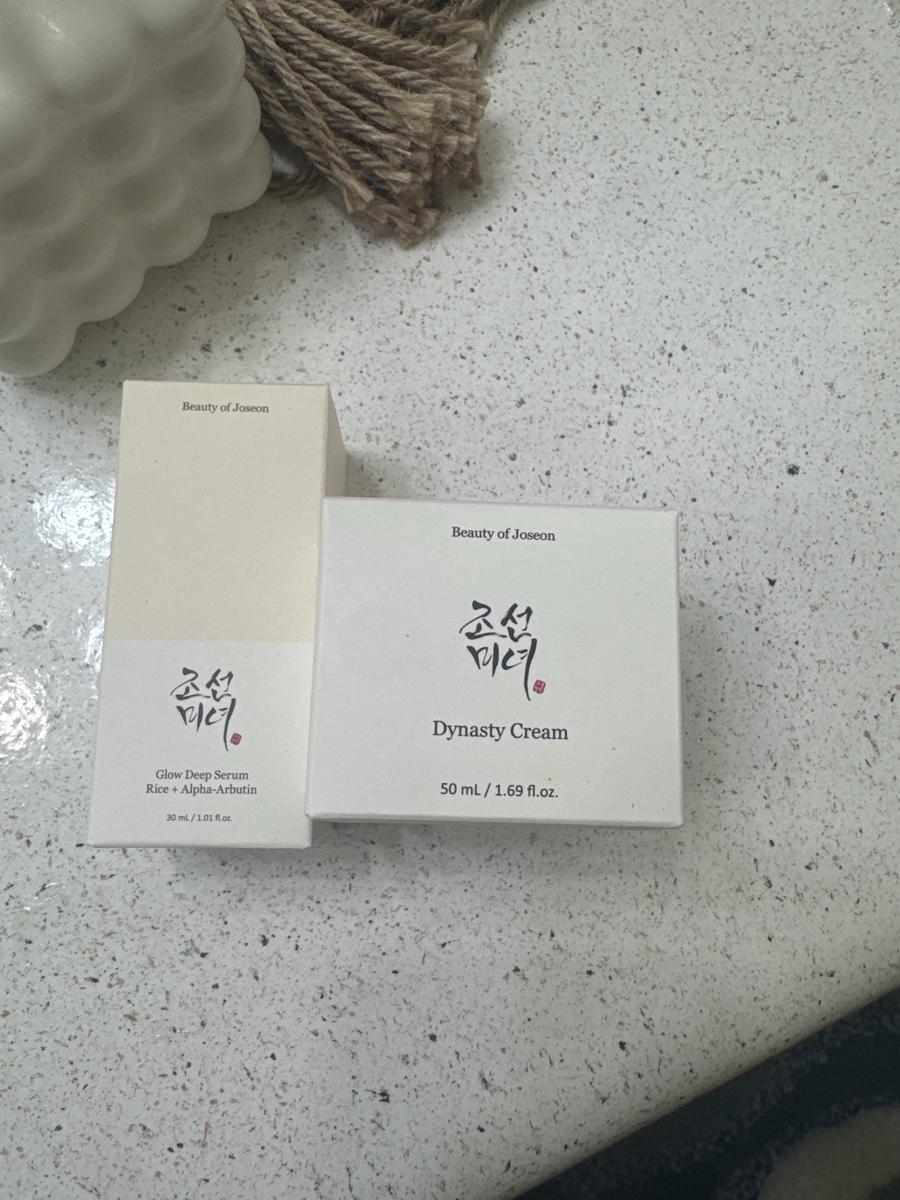 Beauty of Joseon
조선
미녀
Glow Deep Serum
Rice + Alpha-Arbutin
30 mL / 1.01 fl.oz.
Beauty of Joseon
조선
미녀
Dynasty Cream
50 mL / 1.69 fl.oz.